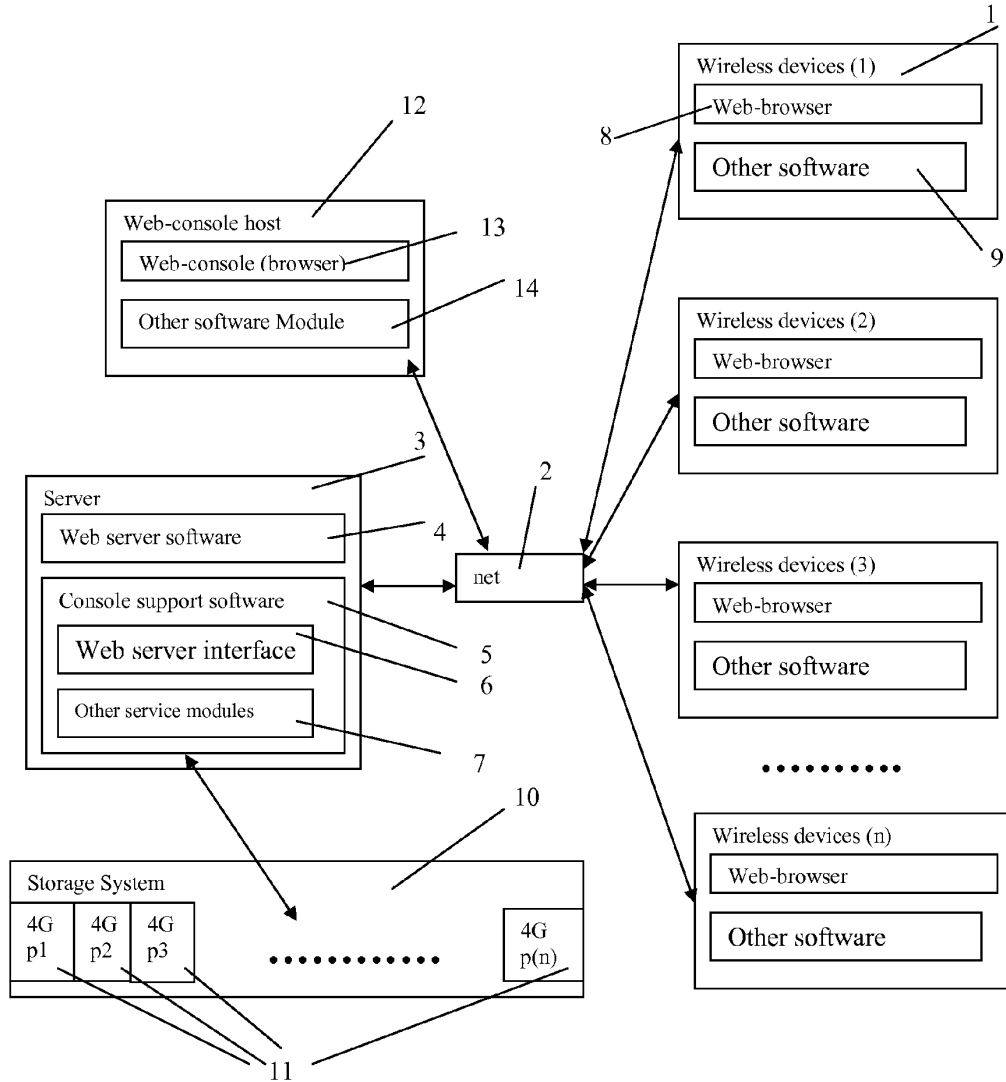 1
Wireless devices (1)
Web-browser
8
Other software
9
12
Web-console host
13
Web-console (browser)
14
Other software Module
Wireless devices (2)
Web-browser
Other software
3
Server
4
Web server software
2
net
Console support software
5
Web server interface
6
Other service modules
7
Wireless devices (3)
Web-browser
Other software
10
Storage System
4G
p1
4G
p2
4G
p3
4G
p(n)
11
Wireless devices (n)
Web-browser
Other software